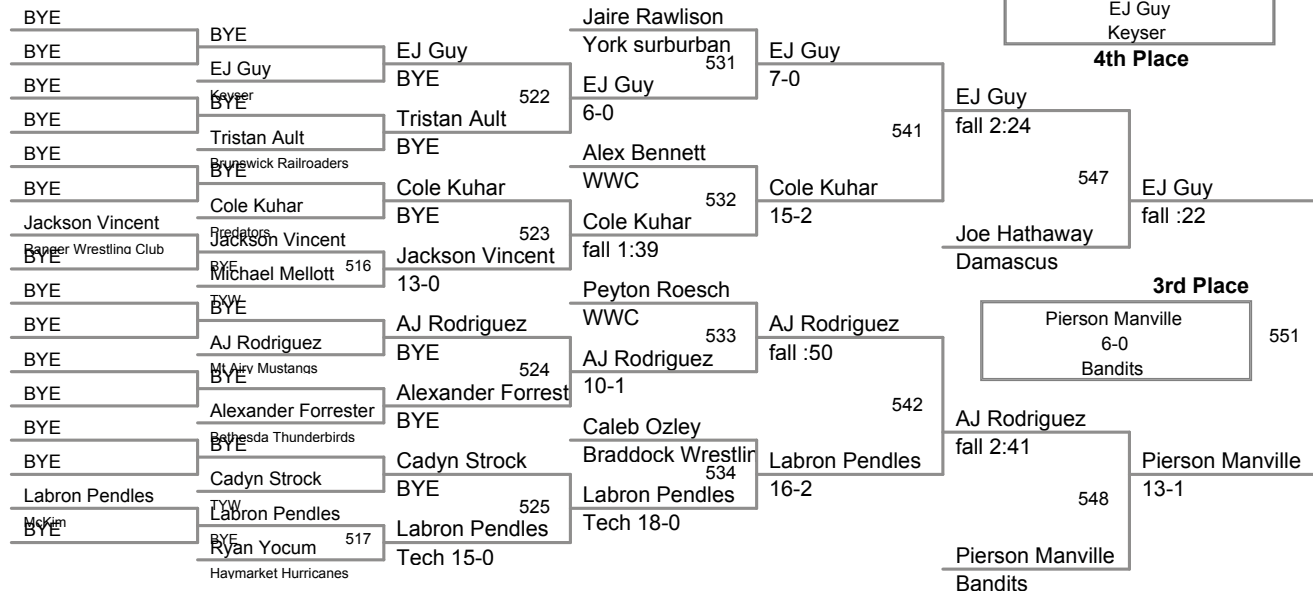 BYE
BYE
BYE
BYE
BYE
BYE
Jackson Vincent
Ranger Wrestling Club
BYE
BYE
BYE
BYE
BYE
BYE
BYE
BYE
Labron Pendles
McKim
BYE
BYE
EJ Guy
Keyser
BYE
Tristan Ault
Brunswick Railroaders
BYE
Cole Kuhar
Predators
Jackson Vincent
BYE
Michael Mellott
516
TYW
BYE
AJ Rodriguez
Mt Airy Mustangs
BYE
Alexander Forrester
Bethesda Thunderbirds
BYE
Cadyn Strock
TYW
Labron Pendles
BYE
Ryan Yocum
517
Haymarket Hurricanes
EJ Guy
BYE
522
Tristan Ault
BYE
Cole Kuhar
BYE
523
Jackson Vincent
13-0
AJ Rodriguez
BYE
524
Alexander Forrest
BYE
Cadyn Strock
BYE
525
Labron Pendles
Tech 15-0
Jaire Rawlison
York surburban
531
EJ Guy
6-0
Alex Bennett
WWC
532
Cole Kuhar
fall 1:39
Peyton Roesch
WWC
533
AJ Rodriguez
10-1
Caleb Ozley
Braddock Wrestlin
534
Labron Pendles
Tech 18-0
EJ Guy
7-0
541
Cole Kuhar
15-2
AJ Rodriguez
fall :50
542
Labron Pendles
16-2
EJ Guy
fall 2:24
547
Joe Hathaway
Damascus
AJ Rodriguez
fall 2:41
548
Pierson Manville
Bandits
EJ Guy
fall :22
Pierson Manville
13-1
EJ Guy
Keyser
4th Place
3rd Place
Pierson Manville
6-0
Bandits
551